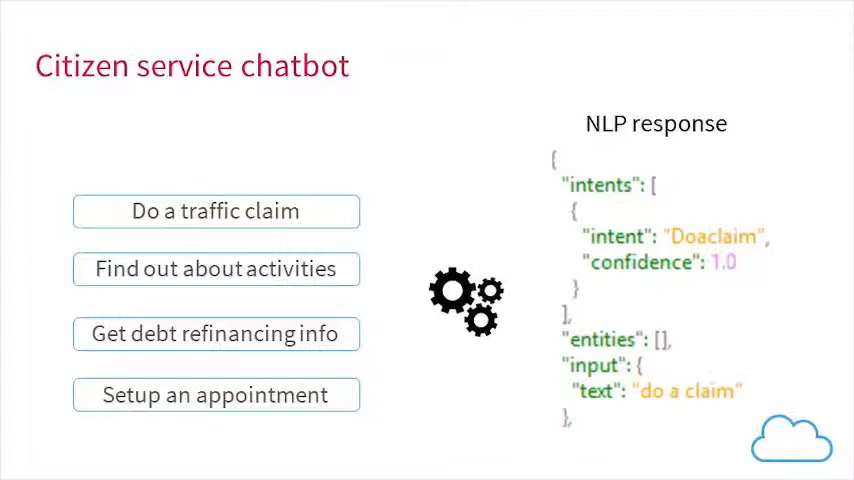 Citizen service chatbot
NLP response
{
"intents": [
{
"intent": "Doaclaim",
"confidence": 1.0
}
],
"entities": [],
"input": {
"text": "do a claim"
},
Do a traffic claim
Find out about activities
Get debt refinancing info
Setup an appointment